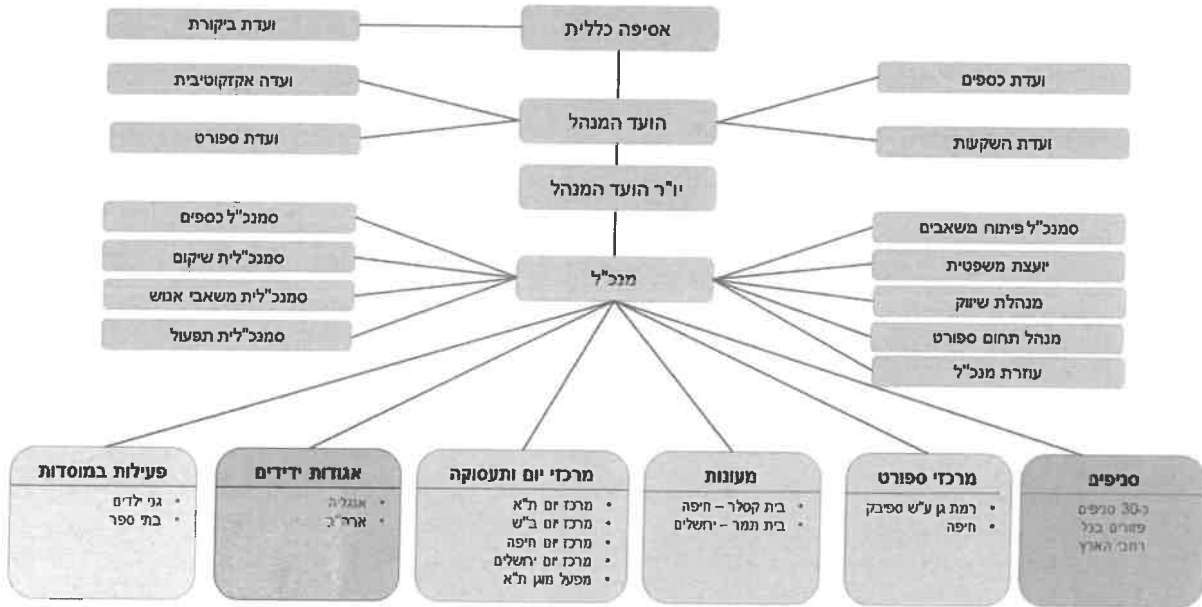 אסיפה כללית
ועדת ביקורת
ועדת כספים
ועדה אקזקוטיבית
הועד המנהל
ועדת השקעות
ועדת ספורט
יו"ר הועד המנהל
סמנכ"ל פיתוח משאבים
סמנכ"ל כספים
יועצת משפטית
סמנכ"לית שיקום
מנכ"ל
מנהלת שיווק
סמנכ"לית משאבי אנוש
מנהל תחום ספורט
סמנכ"לית תפעול
עוזרת מנכ"ל
סניפים
כ-30 סניפים
פזורים בכל
רחבי הארץ
מרכזי ספורט
• רמת גן ע"ש ספיבק
• חיפה
מעונות
• בית קסלר – חיפה
• בית תמר – ירושלים
מרכזי יום ותעסוקה
• מרכז יום ת"א
• מרכז יום ב"ש
• מרכז יום חיפה
• מרכז יום ירושלים
• מפעל מוגן ת"א
אגודות ידידים
• אנגליה
• ארה"ב
פעילות במוסדות
• גני ילדים
• בתי ספר